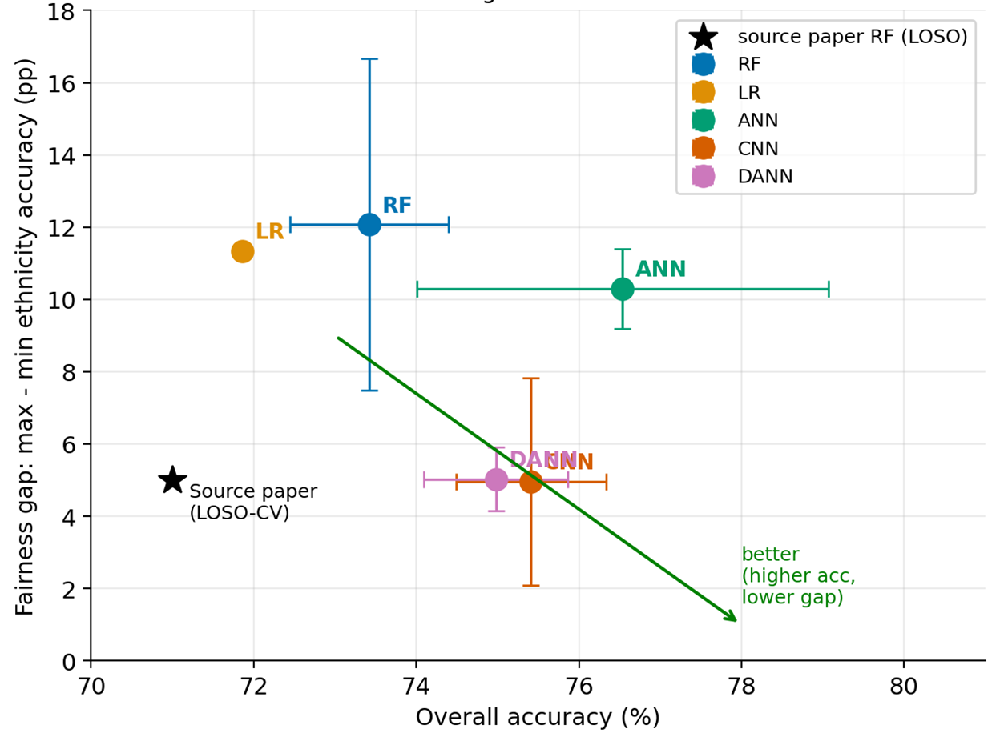 18
16
14
12
10
8
6
4
2
0
Fairness gap: max - min ethnicity accuracy (pp)
source paper RF (LOSO)
RF
LR
ANN
CNN
DANN
RF
LR
ANN
DANN
CNN
Source paper
(LOSO-CV)
better
(higher acc,
lower gap)
70 72 74 76 78 80
Overall accuracy (%)